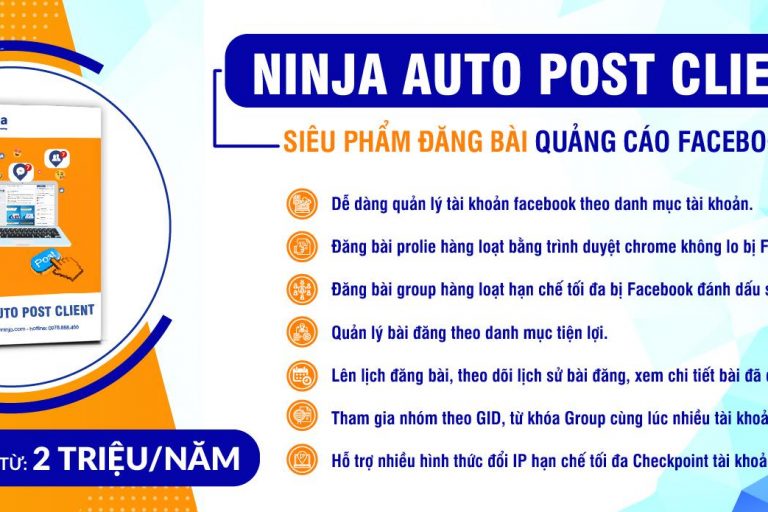 NINJA AUTO POST
SIÊU PHẨM ĐĂNG BÀI QUẢNG CÁO
Dễ dàng quản lý tài khoản facebook theo danh mục tài khoản.
Đăng bài prolie hàng loạt bằng trình duyệt chrome không lo bị
Đăng bài group hàng loạt hạn chế tối đa bị Facebook đánh dấu
Quản lý bài đăng theo danh mục tiện lợi.
Lên lịch đăng bài, theo dõi lịch sử bài đăng, xem chi tiết bài đã
Tham gia nhóm theo GID, từ khóa Group cùng lúc nhiều tài
Hỗ trợ nhiều hình thức đổi IP hạn chế tối đa Checkpoint tài
Post
AUTO POST CLIENT
TỪ: 2 TRIỆU/NĂM